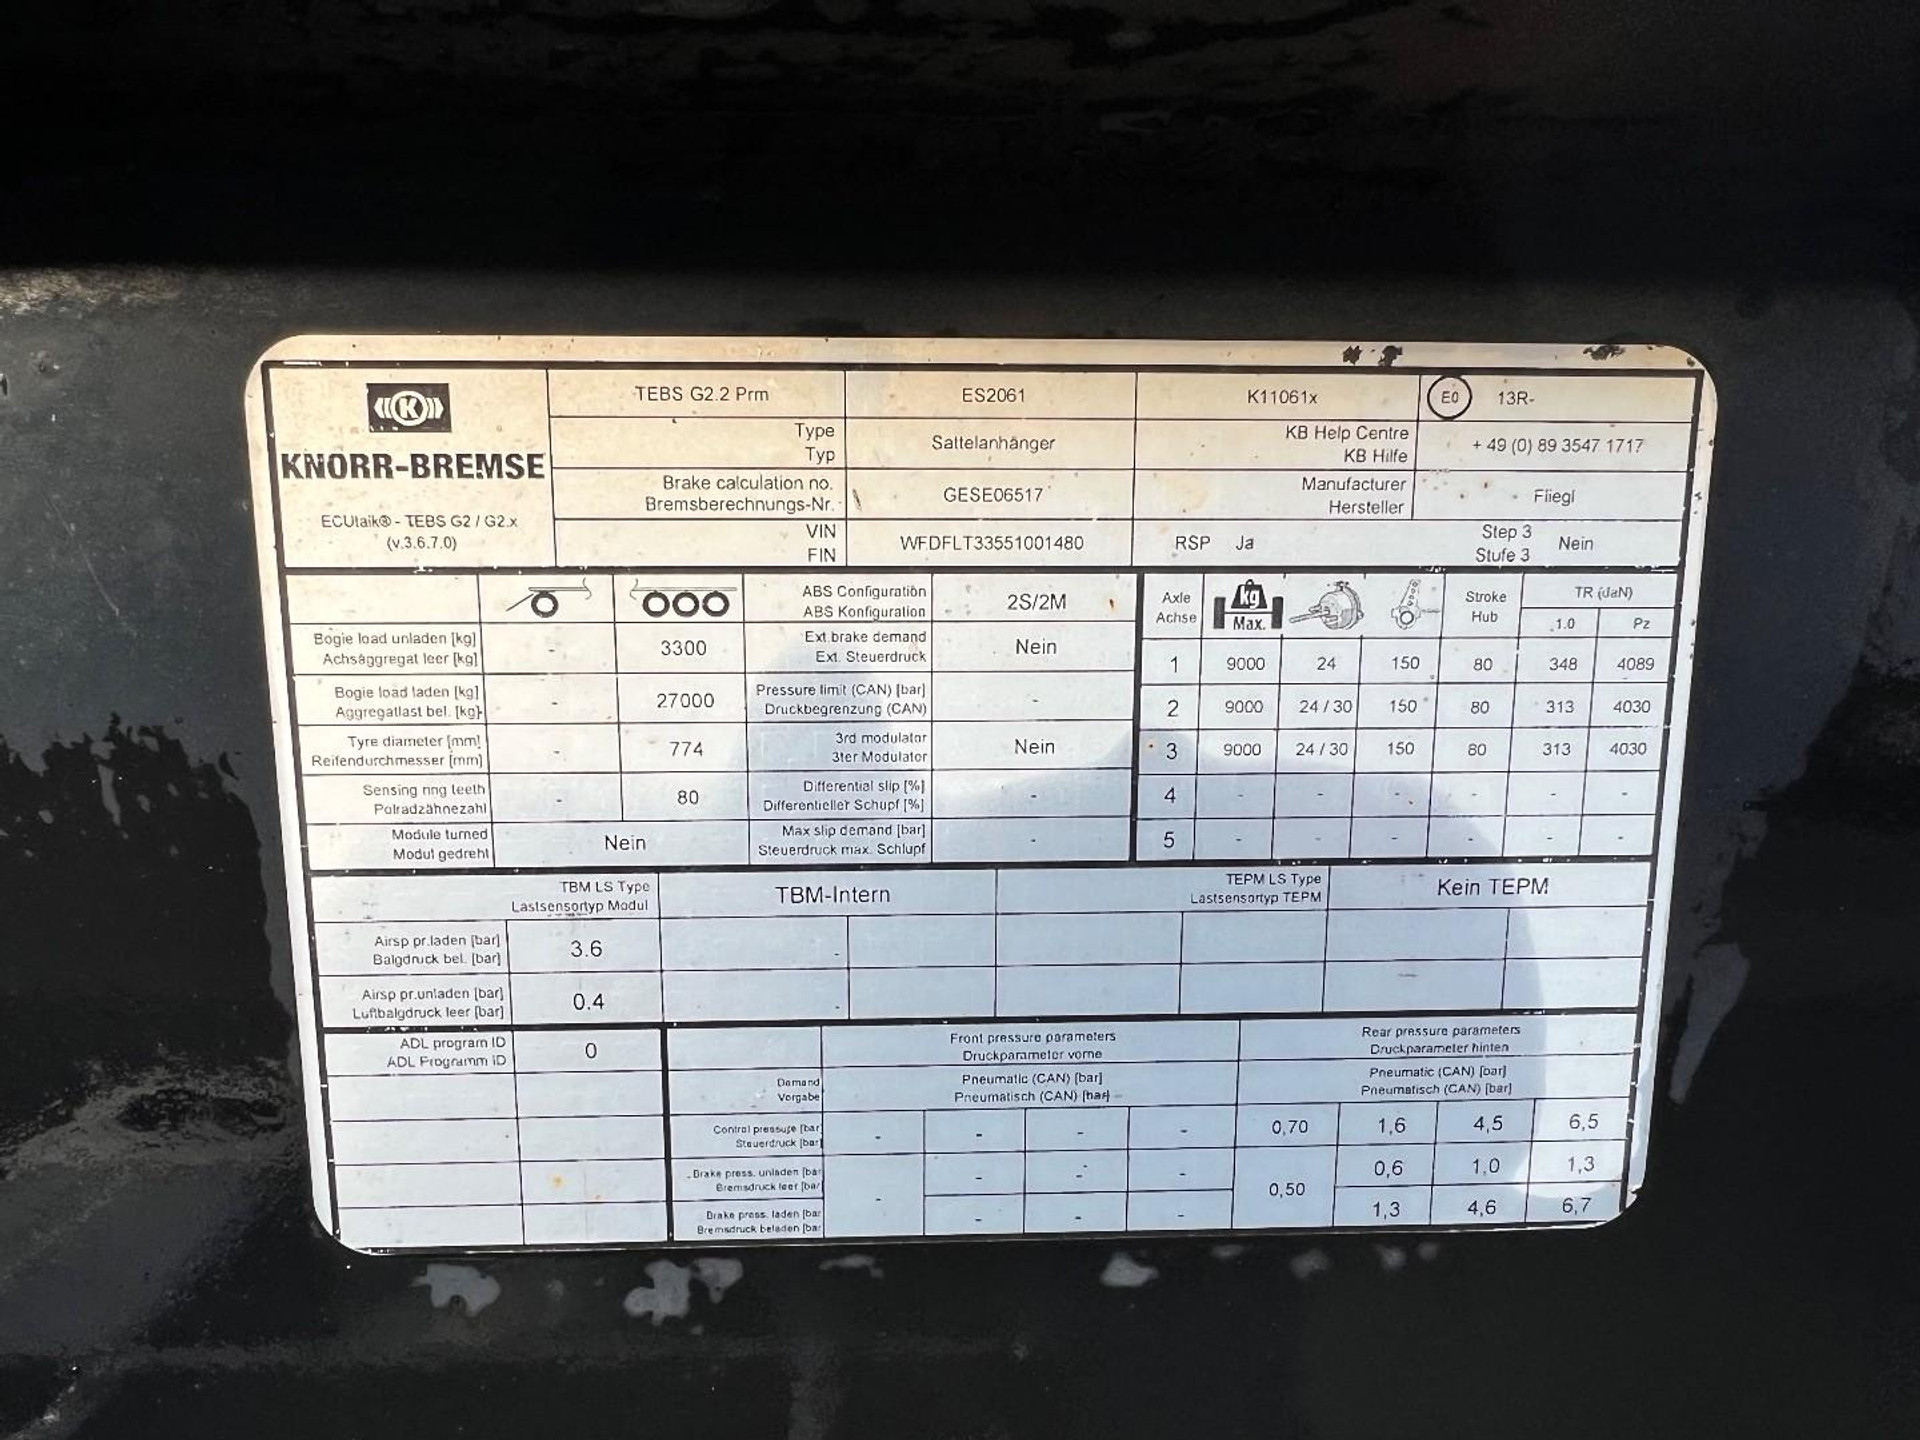 K
KNORR-BREMSE
ECUtalk® - TEBS G2 / G2.x
(v.3.6.7.0)
TEBS G2.2 Prm ES2061 K11061x E0 13R-
Type
Typ
Sattelanhänger
KB Help Centre
KB Hilfe
+ 49 (0) 89 3547 1717
Brake calculation no.
Bremsberechnungs-Nr.
GESE06517
Manufacturer
Hersteller
Fliegl
VIN
FIN
WFDFLT33551001480
RSP Ja
Step 3
Stufe 3
Nein
ABS Configuration
ABS Konfiguration
2S/2M
Bogie load unladen [kg]
Achsaggregat leer [kg]
- 3300
Ext.brake demand
Ext. Steuerdruck
Nein
Bogie load laden [kg]
Aggregatlast bel. [kg]
- 27000
Pressure limit (CAN) [bar]
Druckbegrenzung (CAN)
-
Tyre diameter [mm]
Reifendurchmesser [mm]
- 774
3rd modulator
3ter Modulator
Nein
Sensing ring teeth
Polradzähnezahl
- 80
Differential slip [%]
Differentieller Schupf [%]
-
Module turned
Modul gedreht
Nein
Max slip demand [bar]
Steuerdruck max. Schlupf
-
Axle
Achse
kg
Max.
Stroke
Hub
TR (daN)
1.0 Pz
1 9000 24 150 80 348 4089
2 9000 24 / 30 150 80 313 4030
3 9000 24 / 30 150 80 313 4030
4 - - - - - -
5 - - - - - -
TBM LS Type
Lastsensortyp Modul
TBM-Intern
TEPM LS Type
Lastsensortyp TEPM
Kein TEPM
Airsp pr.laden [bar]
Balgdruck bel. [bar]
3.6
Airsp pr.unladen [bar]
Luftbalgdruck leer [bar]
0.4
ADL program ID
ADL Programm ID
0
Front pressure parameters
Druckparameter vorne
Rear pressure parameters
Druckparameter hinten
Demand
Vorgabe
Pneumatic (CAN) [bar]
Pneumatisch (CAN) [bar]
Pneumatic (CAN) [bar]
Pneumatisch (CAN) [bar]
Control pressure [bar]
Steuerdruck [bar]
- - - - 0,70 1,6 4,5 6,5
Brake press. unladen [bar
Bremsdruck leer [bar
- - - - 0,50 0,6 1,0 1,3
Brake press. laden [bar
Bremsdruck beladen [bar
- - - 1,3 4,6 6,7